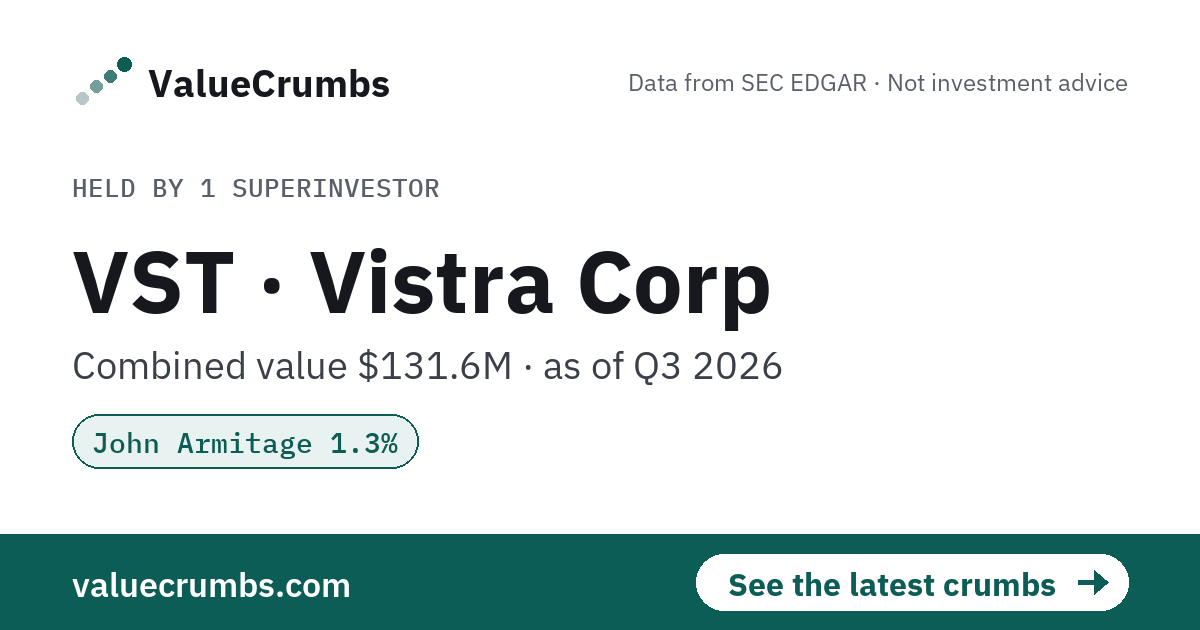 ValueCrumbs
Data from SEC EDGAR · Not investment advice
HELD BY 1 SUPERINVESTOR
VST · Vistra Corp
Combined value $131.6M · as of Q3 2026
John Armitage 1.3%
valuecrumbs.com
See the latest crumbs →